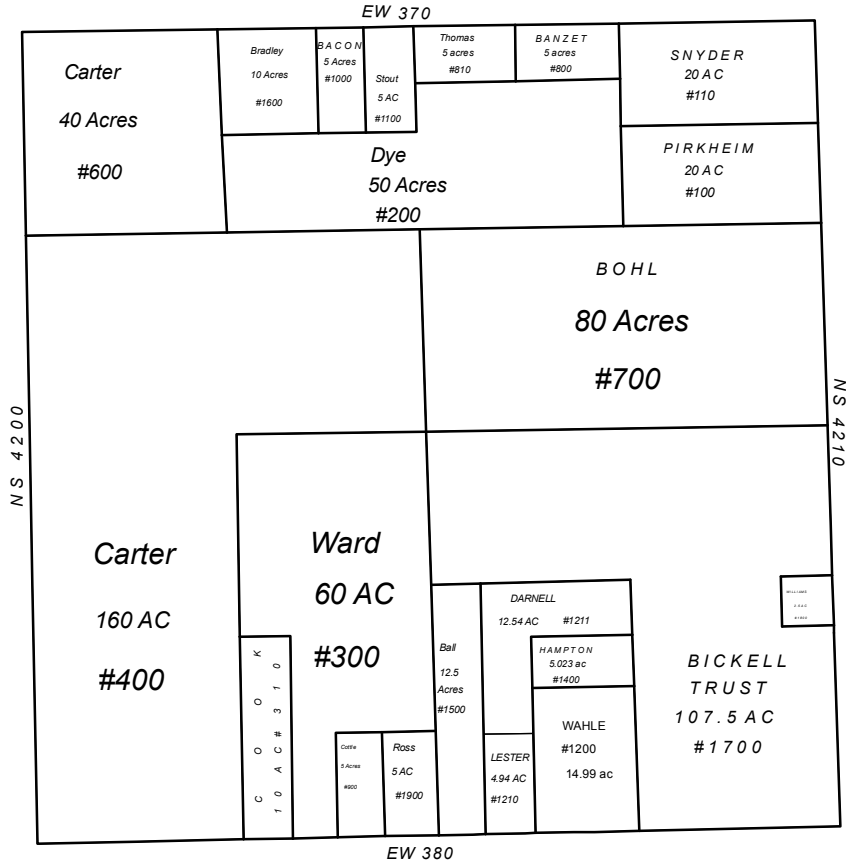 EW 370
Carter
40 Acres
#600
Bradley
10 Acres
#1600
BACON
5 Acres
#1000
Stout
5 AC
#1100
Thomas
5 acres
#810
BANZET
5 acres
#800
SNYDER
20 AC
#110
Dye
50 Acres
#200
PIRKHEIM
20 AC
#100
BOHL
80 Acres
#700
NS 4200
NS 4210
Carter
160 AC
#400
Ward
60 AC
#300
COOK
10 AC #310
Cottle
5 Acres
#900
Ross
5 AC
#1900
Ball
12.5
Acres
#1500
DARNELL
12.54 AC #1211
HAMPTON
5.023 ac
#1400
LESTER
4.94 AC
#1210
WAHLE
#1200
14.99 ac
WILLIAMS
BICKELL
TRUST
107.5 AC
#1700
EW 380